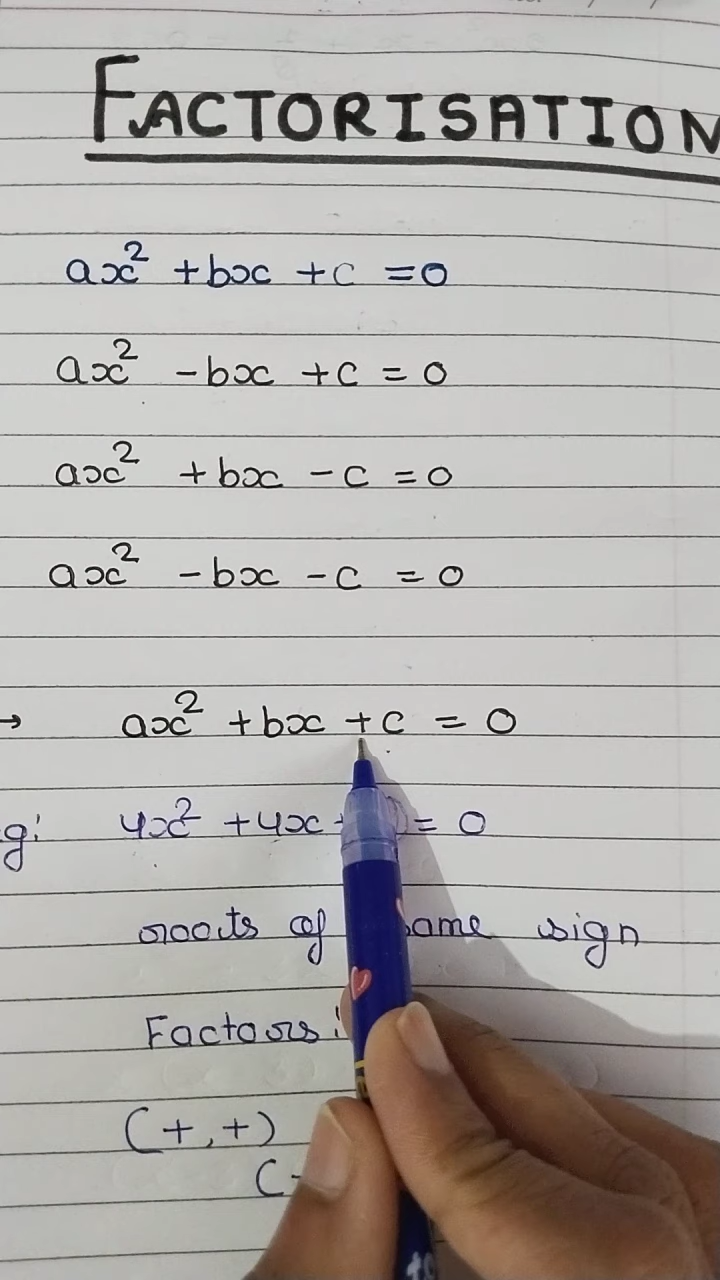 FACTORISATION
ax² + bx + c = 0
ax² - bx + c = 0
ax² + bx - c = 0
ax² - bx - c = 0
→ ax² + bx + c = 0
g: 4x² + 4x + = 0
roots of same sign
Factors:
(+,+)
(-